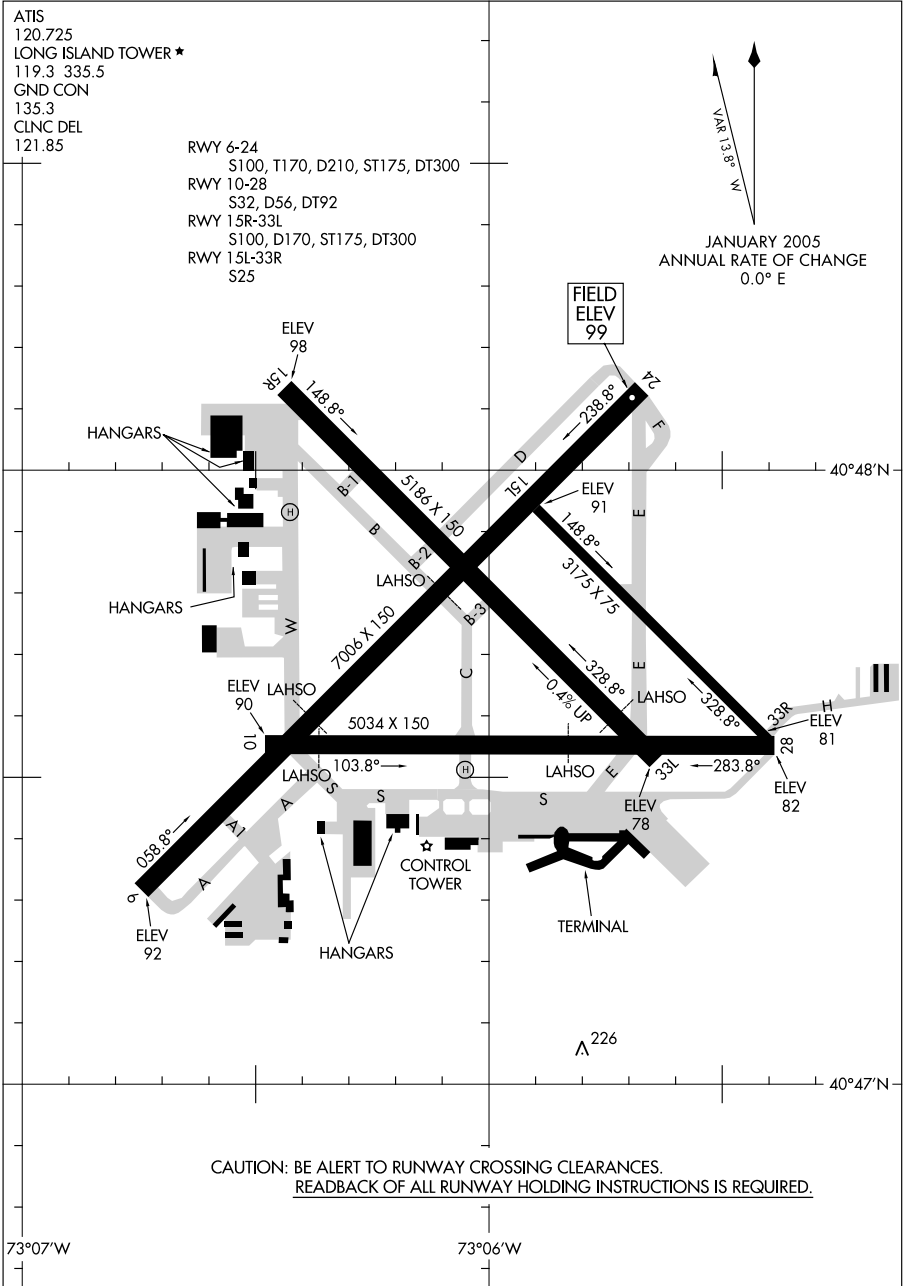 ATIS
120.725
LONG ISLAND TOWER ★
119.3 335.5
GND CON
135.3
CLNC DEL
121.85
RWY 6-24
S100, T170, D210, ST175, DT300
RWY 10-28
S32, D56, DT92
RWY 15R-33L
S100, D170, ST175, DT300
RWY 15L-33R
S25
VAR 13.8° W
JANUARY 2005
ANNUAL RATE OF CHANGE
0.0° E
FIELD
ELEV
99
ELEV
98
15R
148.8°
24
238.8°
F
HANGARS
D
40°48'N
B-1
5186 X 150
15L
ELEV
91
H
B
E
148.8°
B-2
3175 X 75
LAHSO
HANGARS
B-3
W
7006 X 150
C
328.8°
E
0.4% UP
LAHSO
ELEV
90
LAHSO
328.8°
33R
H
ELEV
81
5034 X 150
10
28
LAHSO
103.8°
H
LAHSO
33L
283.8°
ELEV
82
S
S
S
E
ELEV
78
A
A1
058.8°
A
6
CONTROL
TOWER
TERMINAL
ELEV
92
HANGARS
226
40°47'N
CAUTION: BE ALERT TO RUNWAY CROSSING CLEARANCES.
READBACK OF ALL RUNWAY HOLDING INSTRUCTIONS IS REQUIRED.
73°07'W
73°06'W